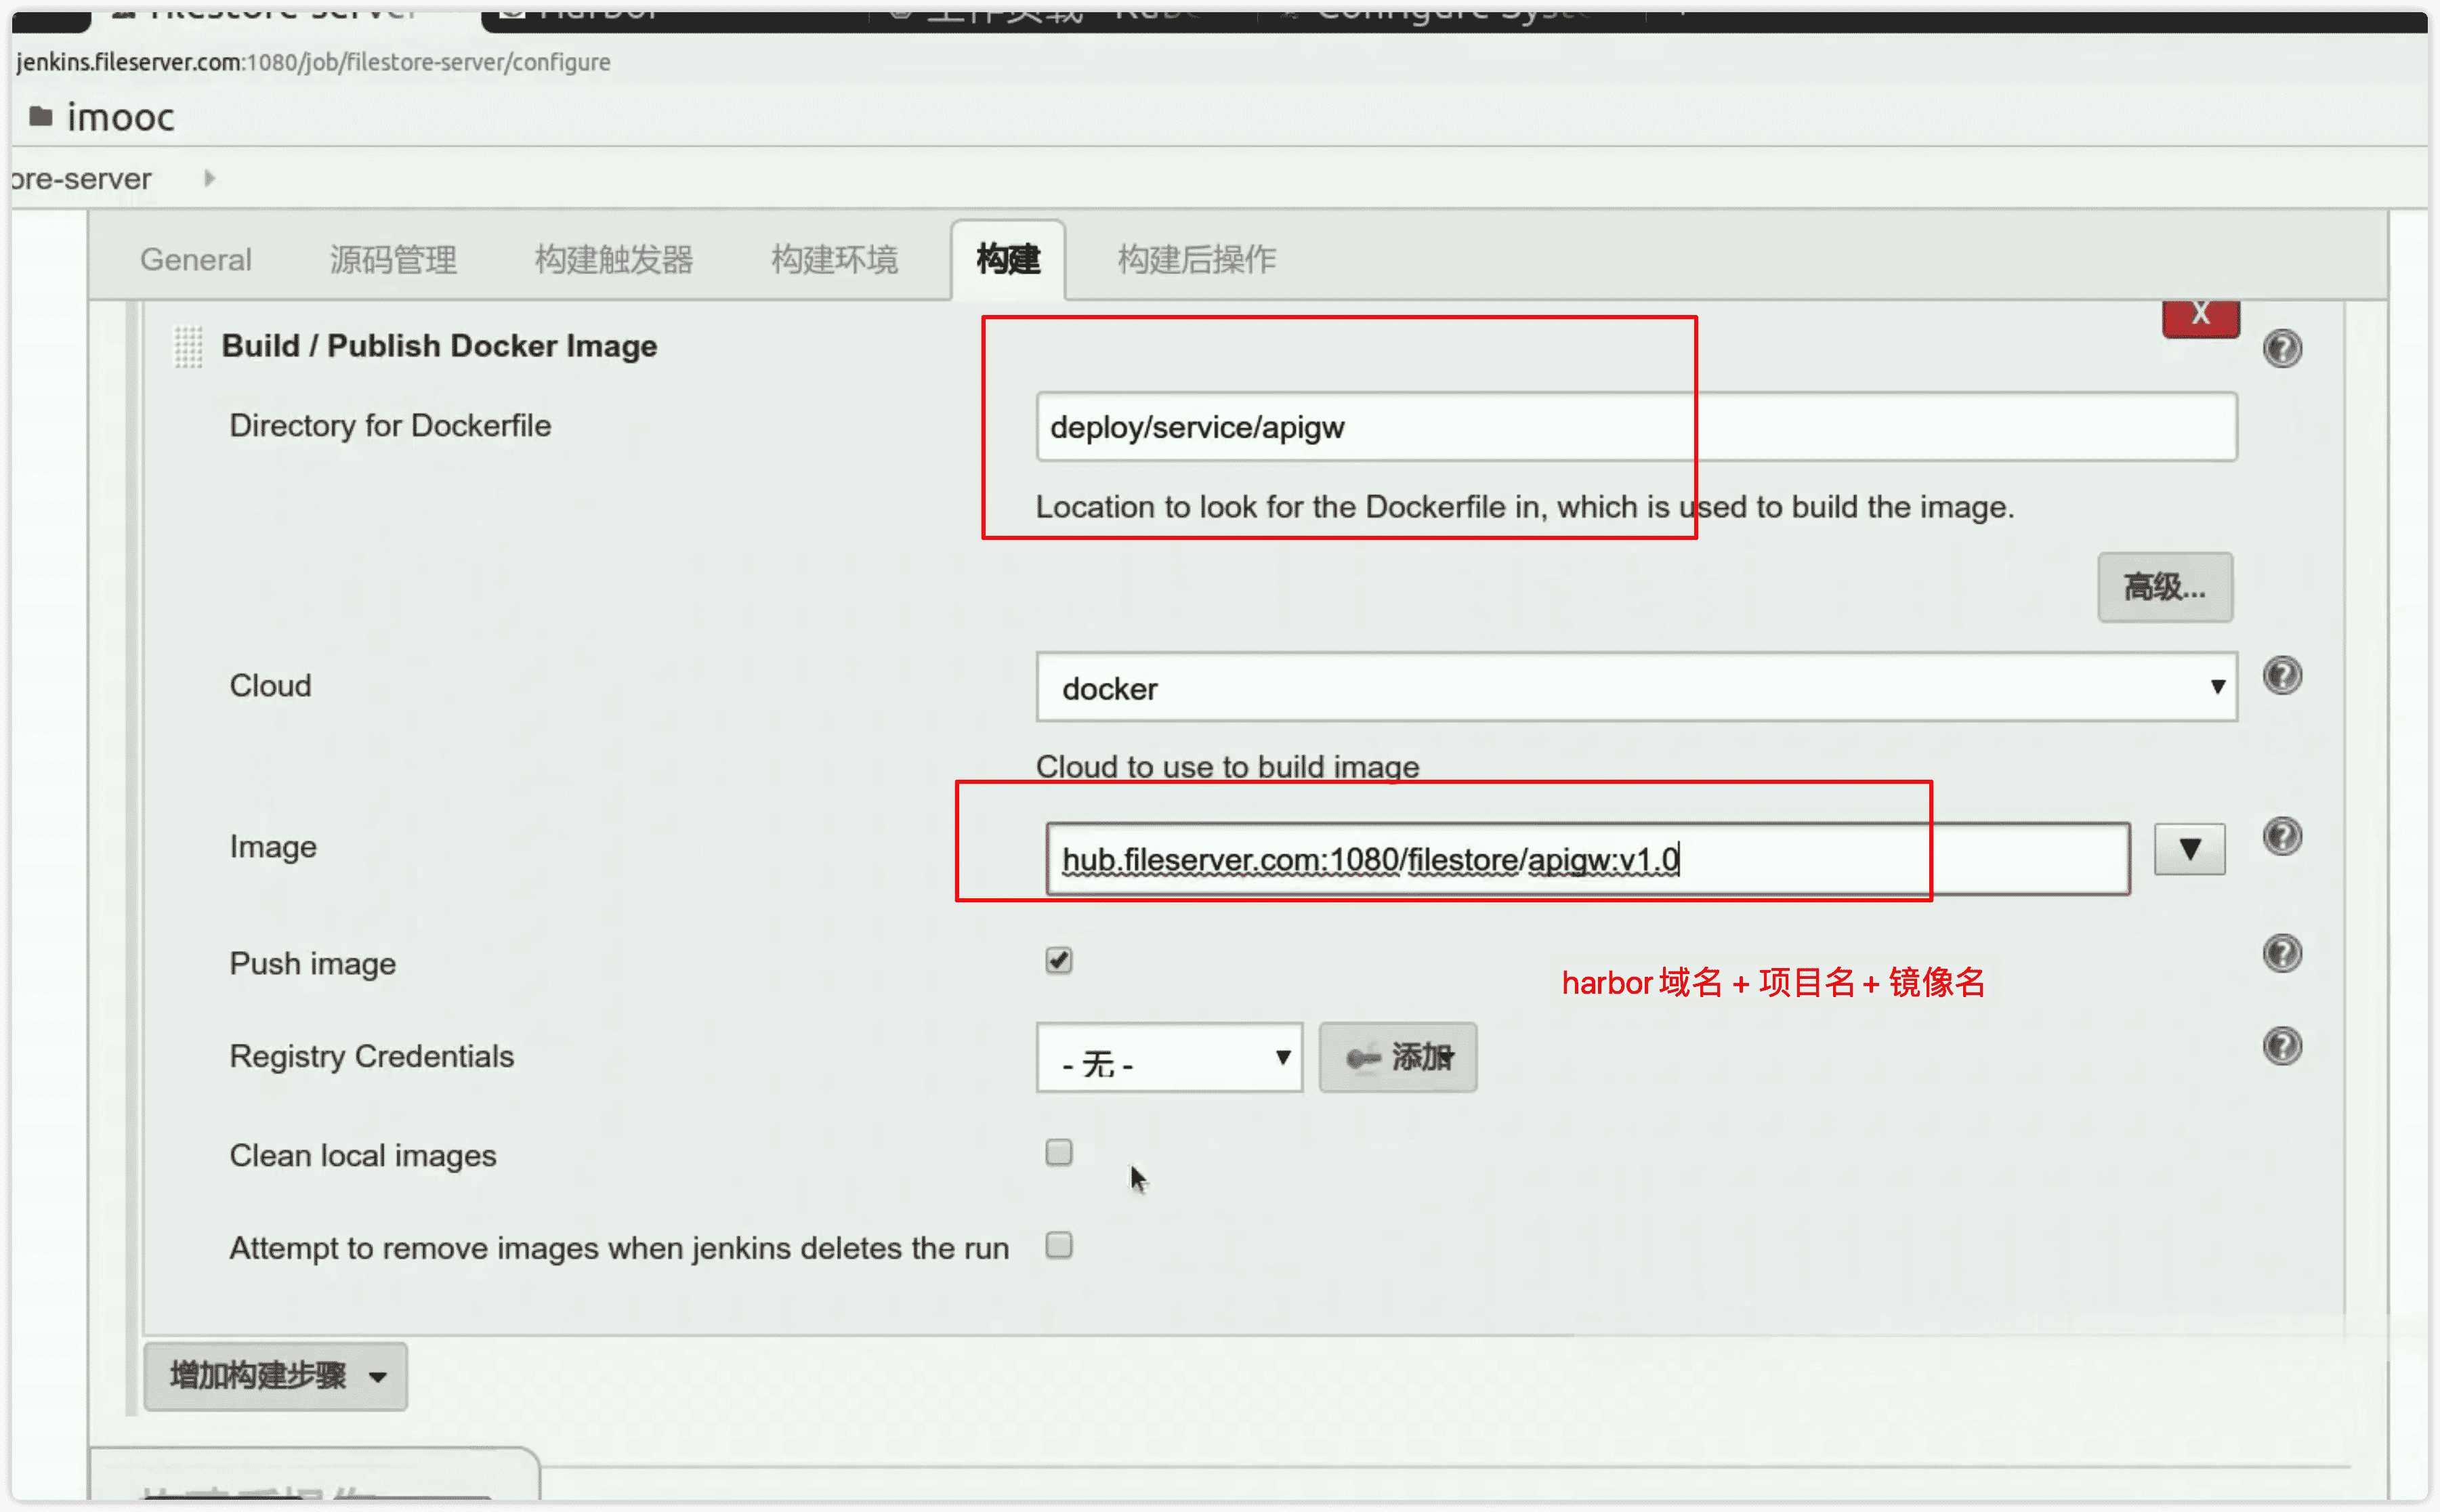 jenkins.fileserver.com:1080/job/filestore-server/configure
imooc
ore-server
General 源码管理 构建触发器 构建环境 构建 构建后操作
X
Build / Publish Docker Image
Directory for Dockerfile
deploy/service/apigw
Location to look for the Dockerfile in, which is used to build the image.
高级...
Cloud
docker
Cloud to use to build image
Image
hub.fileserver.com:1080/filestore/apigw:v1.0
Push image
harbor 域名 + 项目名 + 镜像名
Registry Credentials
- 无 -
添加
Clean local images
Attempt to remove images when jenkins deletes the run
增加构建步骤